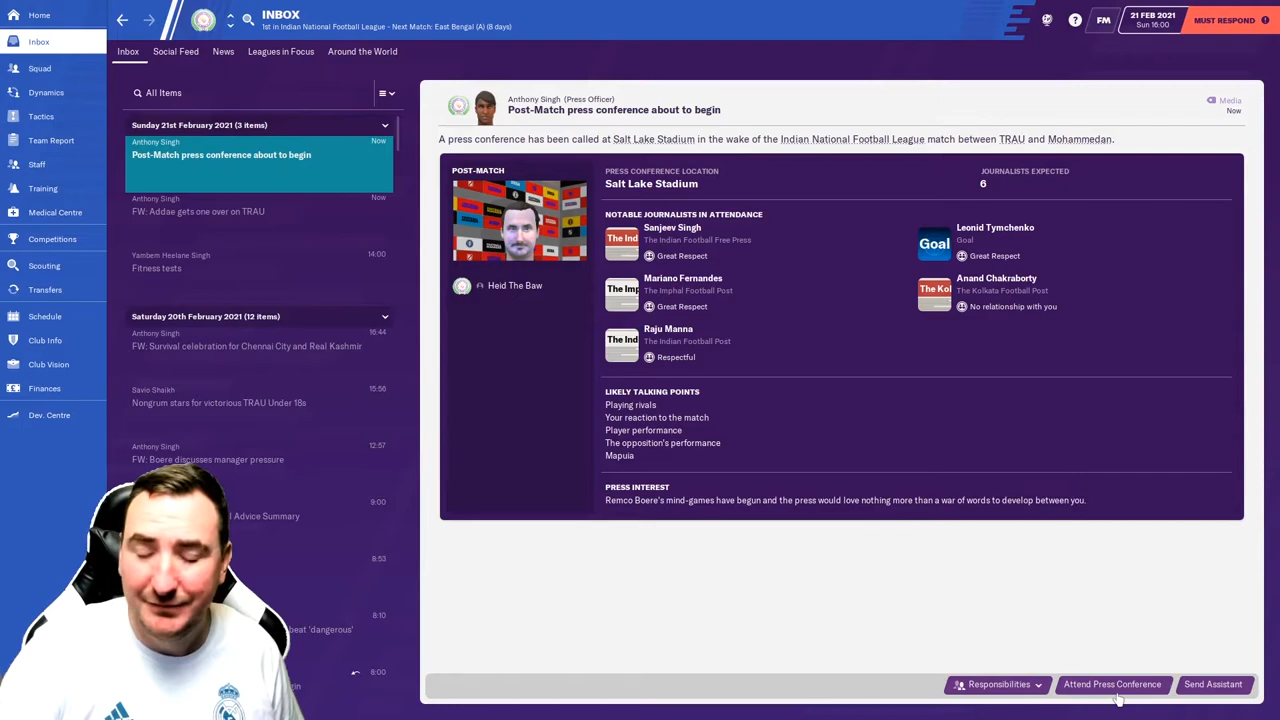 Home
INBOX
1st in Indian National Football League - Next Match: East Bengal (A) (8 days)
FM
21 FEB 2021
Sun 16:00
MUST RESPOND
Inbox
Squad
Dynamics
Tactics
Team Report
Staff
Training
Medical Centre
Competitions
Scouting
Transfers
Schedule
Club Info
Club Vision
Finances
Dev. Centre
Inbox
Social Feed
News
Leagues in Focus
Around the World
All Items
Sunday 21st February 2021 (3 items)
Anthony Singh
Now
Post-Match press conference about to begin
Anthony Singh
Now
FW: Addae gets one over on TRAU
Yambem Heelane Singh
14:00
Fitness tests
Saturday 20th February 2021 (12 items)
Anthony Singh
16:44
FW: Survival celebration for Chennai City and Real Kashmir
Savio Shaikh
15:56
Nongrum stars for victorious TRAU Under 18s
Anthony Singh
12:57
FW: Boere discusses manager pressure
9:00
Advice Summary
8:53
8:10
beat 'dangerous'
8:00
Anthony Singh (Press Officer)
Post-Match press conference about to begin
Media
Now
A press conference has been called at Salt Lake Stadium in the wake of the Indian National Football League match between TRAU and Mohammedan.
POST-MATCH
Heid The Baw
PRESS CONFERENCE LOCATION
Salt Lake Stadium
JOURNALISTS EXPECTED
6
NOTABLE JOURNALISTS IN ATTENDANCE
The Ind
Sanjeev Singh
The Indian Football Free Press
Great Respect
Goal
Leonid Tymchenko
Goal
Great Respect
The Imp
Mariano Fernandes
The Imphal Football Post
Great Respect
The Kol
Anand Chakraborty
The Kolkata Football Post
No relationship with you
The Ind
Raju Manna
The Indian Football Post
Respectful
LIKELY TALKING POINTS
Playing rivals
Your reaction to the match
Player performance
The opposition's performance
Mapuia
PRESS INTEREST
Remco Boere's mind-games have begun and the press would love nothing more than a war of words to develop between you.
Responsibilities
Attend Press Conference
Send Assistant